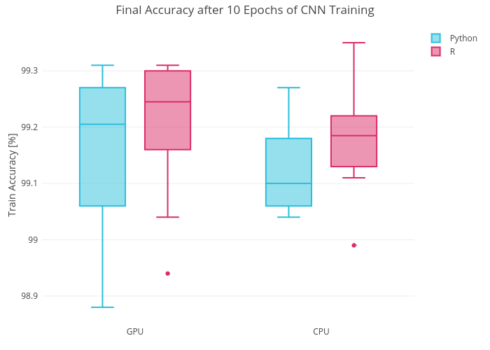 Final Accuracy after 10 Epochs of CNN Training
Python
R
99.3
99.2
99.1
99
98.9
Train Accuracy [%]
GPU
CPU